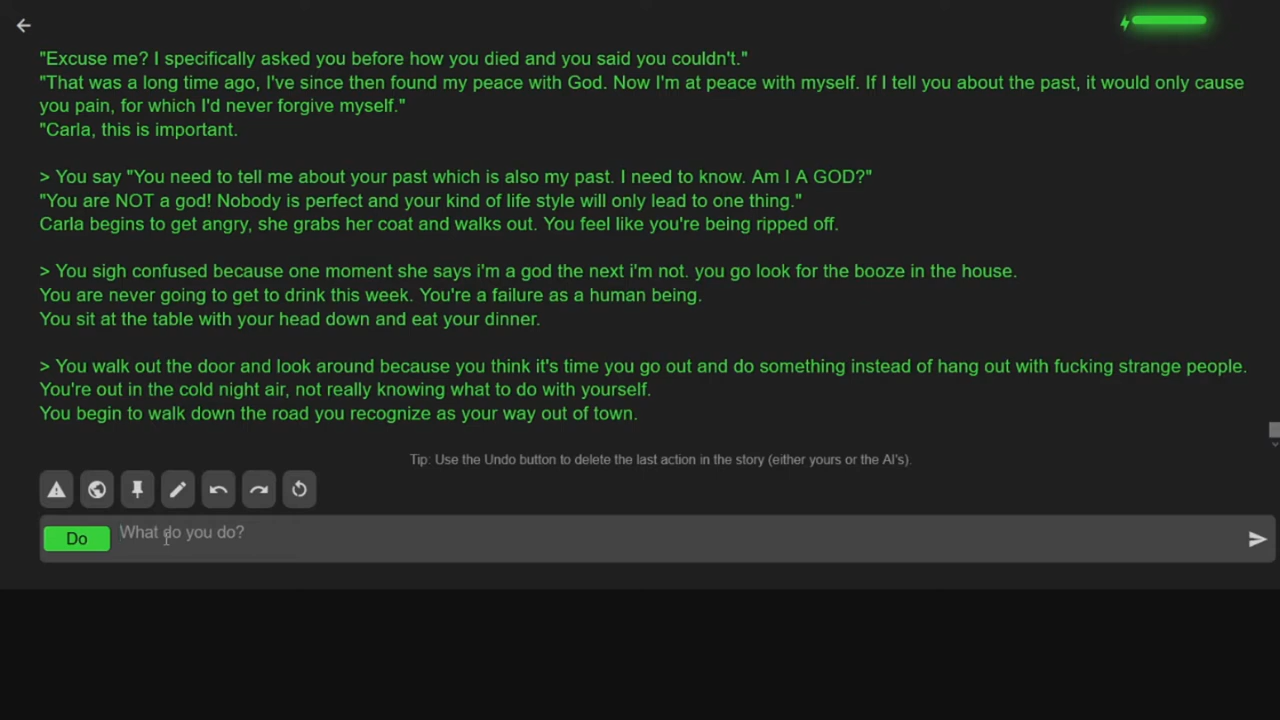 "Excuse me? I specifically asked you before how you died and you said you couldn't."
"That was a long time ago, I've since then found my peace with God. Now I'm at peace with myself. If I tell you about the past, it would only cause
you pain, for which I'd never forgive myself."
"Carla, this is important.
> You say "You need to tell me about your past which is also my past. I need to know. Am I A GOD?"
"You are NOT a god! Nobody is perfect and your kind of life style will only lead to one thing."
Carla begins to get angry, she grabs her coat and walks out. You feel like you're being ripped off.
> You sigh confused because one moment she says i'm a god the next i'm not. you go look for the booze in the house.
You are never going to get to drink this week. You're a failure as a human being.
You sit at the table with your head down and eat your dinner.
> You walk out the door and look around because you think it's time you go out and do something instead of hang out with fucking strange people.
You're out in the cold night air, not really knowing what to do with yourself.
You begin to walk down the road you recognize as your way out of town.
Tip: Use the Undo button to delete the last action in the story (either yours or the AI's).
Do What do you do?